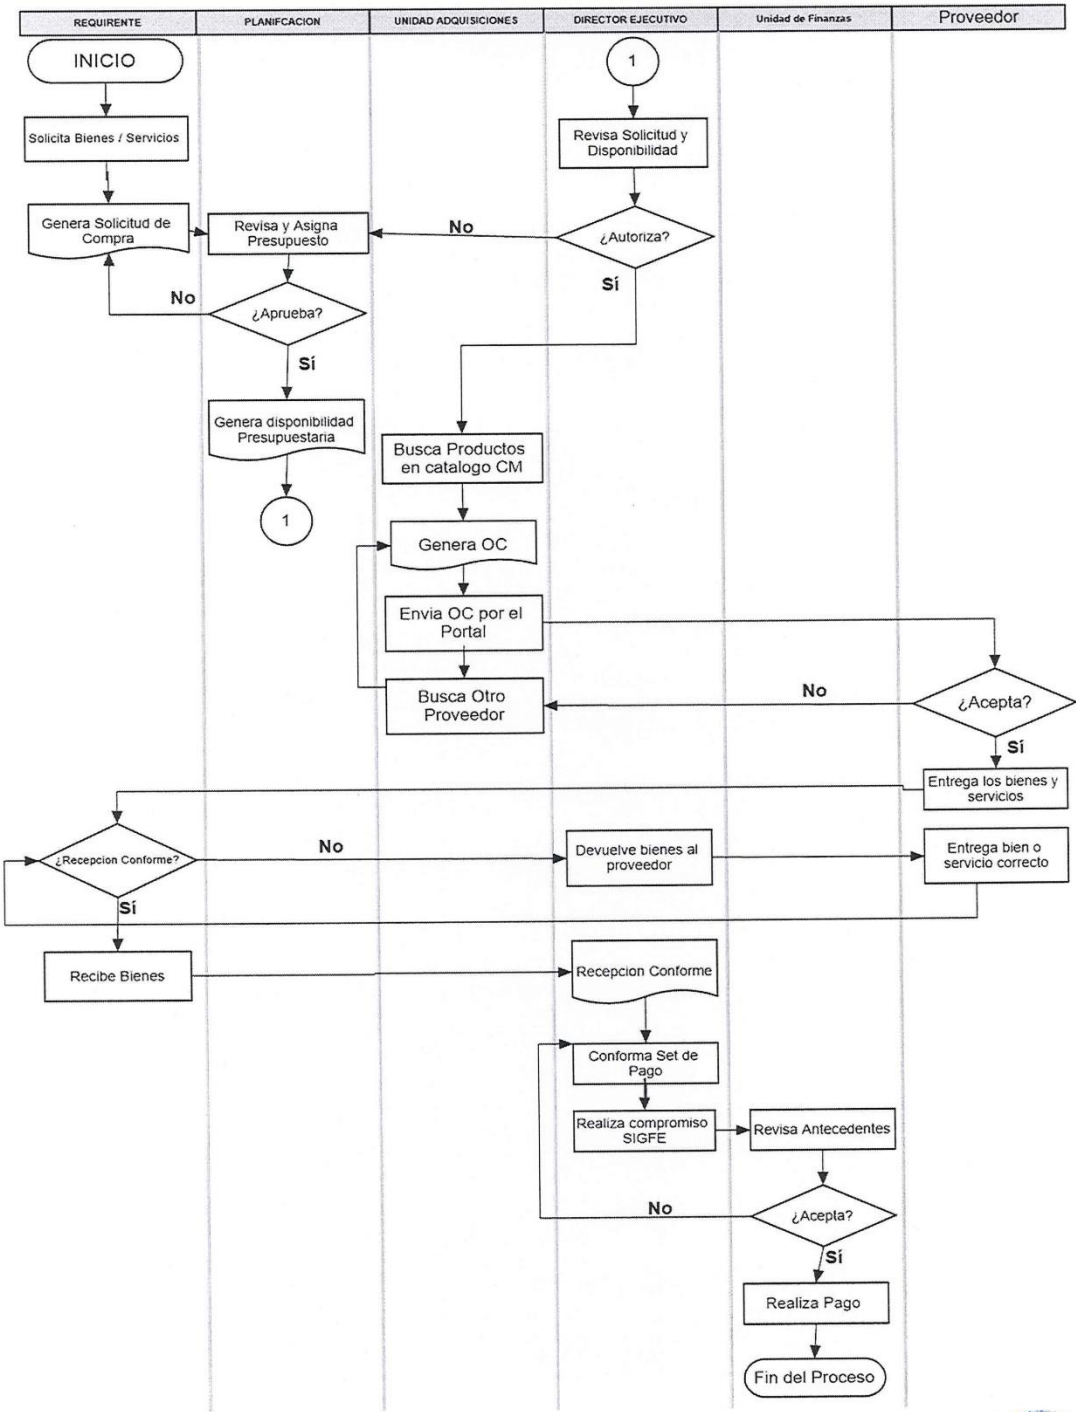 REQUIRENTE
PLANIFCACION
UNIDAD ADQUISICIONES
DIRECTOR EJECUTIVO
Unidad de Finanzas
Proveedor
INICIO
1
Solicita Bienes / Servicios
Revisa Solicitud y
Disponibilidad
Genera Solicitud de
Compra
Revisa y Asigna
Presupuesto
No
¿Autoriza?
Sí
No
¿Aprueba?
Sí
Genera disponibilidad
Presupuestaria
1
Busca Productos
en catalogo CM
Genera OC
Envia OC por el
Portal
Busca Otro
Proveedor
No
¿Acepta?
Sí
Entrega los bienes y
servicios
¿Recepcion Conforme?
No
Devuelve bienes al
proveedor
Entrega bien o
servicio correcto
Sí
Recibe Bienes
Recepcion Conforme
Conforma Set de
Pago
Realiza compromiso
SIGFE
Revisa Antecedentes
No
¿Acepta?
Sí
Realiza Pago
Fin del Proceso